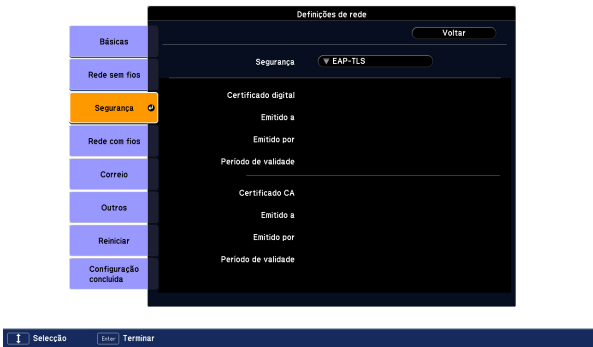 Definições de rede
Voltar
Básicas
Rede sem fios
Segurança
Rede com fios
Correio
Outros
Reiniciar
Configuração
concluída
Segurança
EAP-TLS
Certificado digital
Emitido a
Emitido por
Período de validade
Certificado CA
Emitido a
Emitido por
Período de validade
Selecção
Enter Terminar